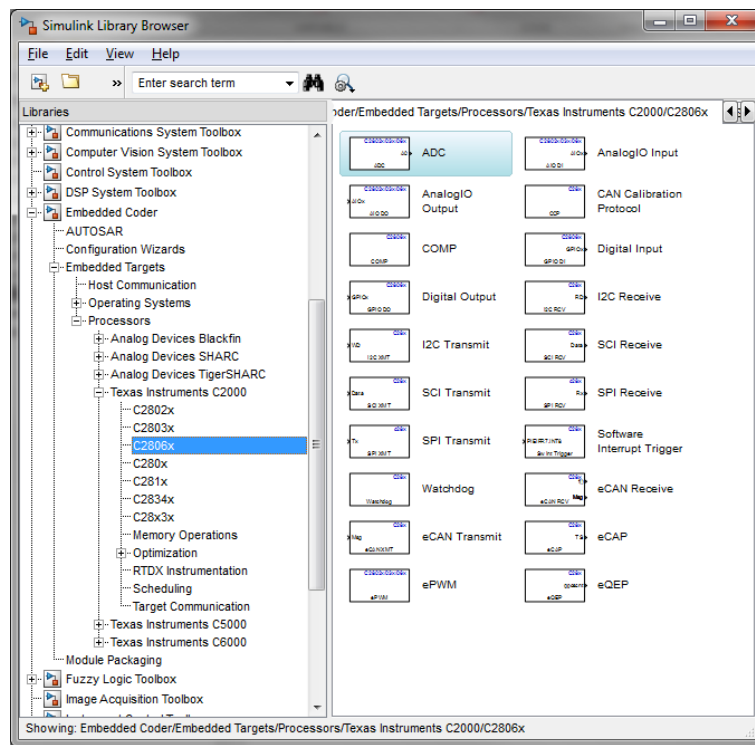 Simulink Library Browser
File Edit View Help
» Enter search term
Libraries
Communications System Toolbox
Computer Vision System Toolbox
Control System Toolbox
DSP System Toolbox
Embedded Coder
AUTOSAR
Configuration Wizards
Embedded Targets
Host Communication
Operating Systems
Processors
Analog Devices Blackfin
Analog Devices SHARC
Analog Devices TigerSHARC
Texas Instruments C2000
C2802x
C2803x
C2806x
C280x
C281x
C2834x
C28x3x
Memory Operations
Optimization
RTDX Instrumentation
Scheduling
Target Communication
Texas Instruments C5000
Texas Instruments C6000
Module Packaging
Fuzzy Logic Toolbox
Image Acquisition Toolbox
der/Embedded Targets/Processors/Texas Instruments C2000/C2806x
ADC
AnalogIO Input
AnalogIO
Output
CAN Calibration
Protocol
COMP
Digital Input
Digital Output
I2C Receive
I2C Transmit
SCI Receive
SCI Transmit
SPI Receive
SPI Transmit
Software
Interrupt Trigger
Watchdog
eCAN Receive
eCAN Transmit
eCAP
ePWM
eQEP
Showing: Embedded Coder/Embedded Targets/Processors/Texas Instruments C2000/C2806x